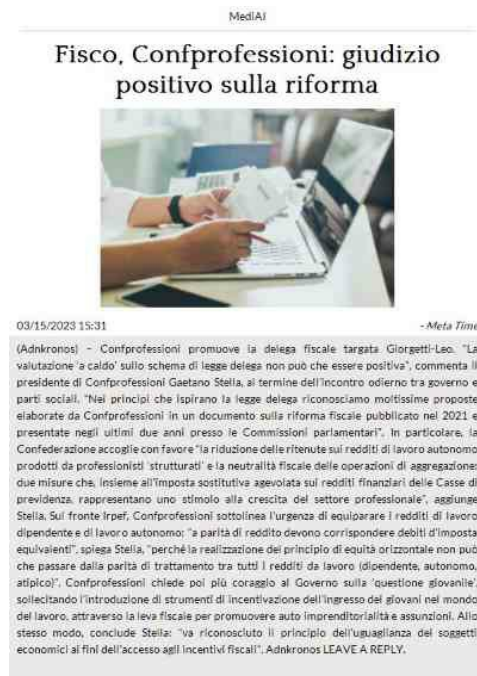 MediAI
Fisco, Confprofessioni: giudizio
positivo sulla riforma
03/15/2023 15:31
- Meta Time
(Adnkronos) – Confprofessioni promuove la delega fiscale targata Giorgetti-Leo. "La
valutazione 'a caldo' sullo schema di legge delega non può che essere positiva", commenta il
presidente di Confprofessioni Gaetano Stella, al termine dell'incontro odierno tra governo e
parti sociali. "Nei principi che ispirano la legge delega riconosciamo moltissime proposte
elaborate da Confprofessioni in un documento sulla riforma fiscale pubblicato nel 2021 e
presentate negli ultimi due anni presso le Commissioni parlamentari". In particolare, la
Confederazione accoglie con favore "la riduzione delle ritenute sui redditi di lavoro autonomo
prodotti da professionisti 'strutturati' e la neutralità fiscale delle operazioni di aggregazione:
due misure che, insieme all'imposta sostitutiva agevolata sui redditi finanziari delle Casse di
previdenza, rappresentano uno stimolo alla crescita del settore professionale", aggiunge
Stella. Sul fronte Irpef, Confprofessioni sottolinea l'urgenza di equiparare i redditi di lavoro
dipendente e di lavoro autonomo: "a parità di reddito devono corrispondere debiti d'imposta
equivalenti", spiega Stella, "perché la realizzazione del principio di equità orizzontale non può
che passare dalla parità di trattamento tra tutti i redditi da lavoro (dipendente, autonomo,
atipico)". Confprofessioni chiede poi più coraggio al Governo sulla 'questione giovanile',
sollecitando l'introduzione di strumenti di incentivazione dell'ingresso dei giovani nel mondo
del lavoro, attraverso la leva fiscale per promuovere auto imprenditorialità e assunzioni. Allo
stesso modo, conclude Stella: "va riconosciuto il principio dell'uguaglianza dei soggetti
economici ai fini dell'accesso agli incentivi fiscali". Adnkronos LEAVE A REPLY.